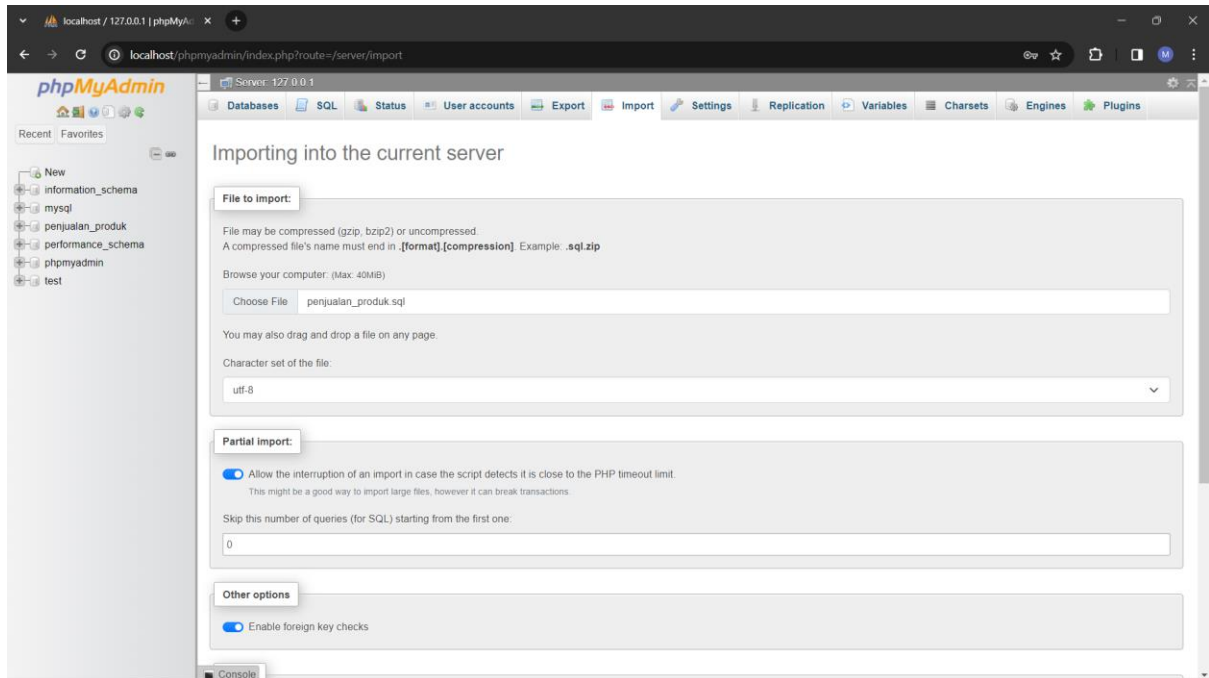 localhost / 127.0.0.1 | phpMyAd
localhost/phpmyadmin/index.php?route=/server/import
M
phpMyAdmin
Recent Favorites
New
information_schema
mysql
penjualan_produk
performance_schema
phpmyadmin
test
Server: 127.0.0.1
Databases SQL Status User accounts Export Import Settings Replication Variables Charsets Engines Plugins
Importing into the current server
File to import:
File may be compressed (gzip, bzip2) or uncompressed.
A compressed file's name must end in .[format].[compression]. Example: .sql.zip
Browse your computer: (Max: 40MiB)
Choose File penjualan_produk.sql
You may also drag and drop a file on any page.
Character set of the file:
utf-8
Partial import:
Allow the interruption of an import in case the script detects it is close to the PHP timeout limit.
This might be a good way to import large files, however it can break transactions.
Skip this number of queries (for SQL) starting from the first one:
0
Other options
Enable foreign key checks
Console